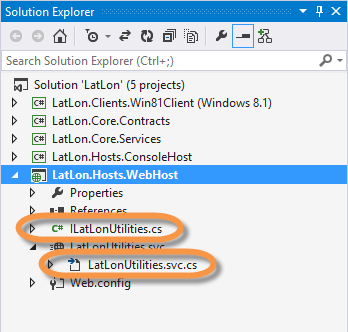 Solution Explorer
Search Solution Explorer (Ctrl+;)
Solution 'LatLon' (5 projects)
C# LatLon.Clients.Win81Client (Windows 8.1)
C# LatLon.Core.Contracts
C# LatLon.Core.Services
C# LatLon.Hosts.ConsoleHost
LatLon.Hosts.WebHost
Properties
References
C# ILatLonUtilities.cs
LatLonUtilities.svc
LatLonUtilities.svc.cs
Web.config